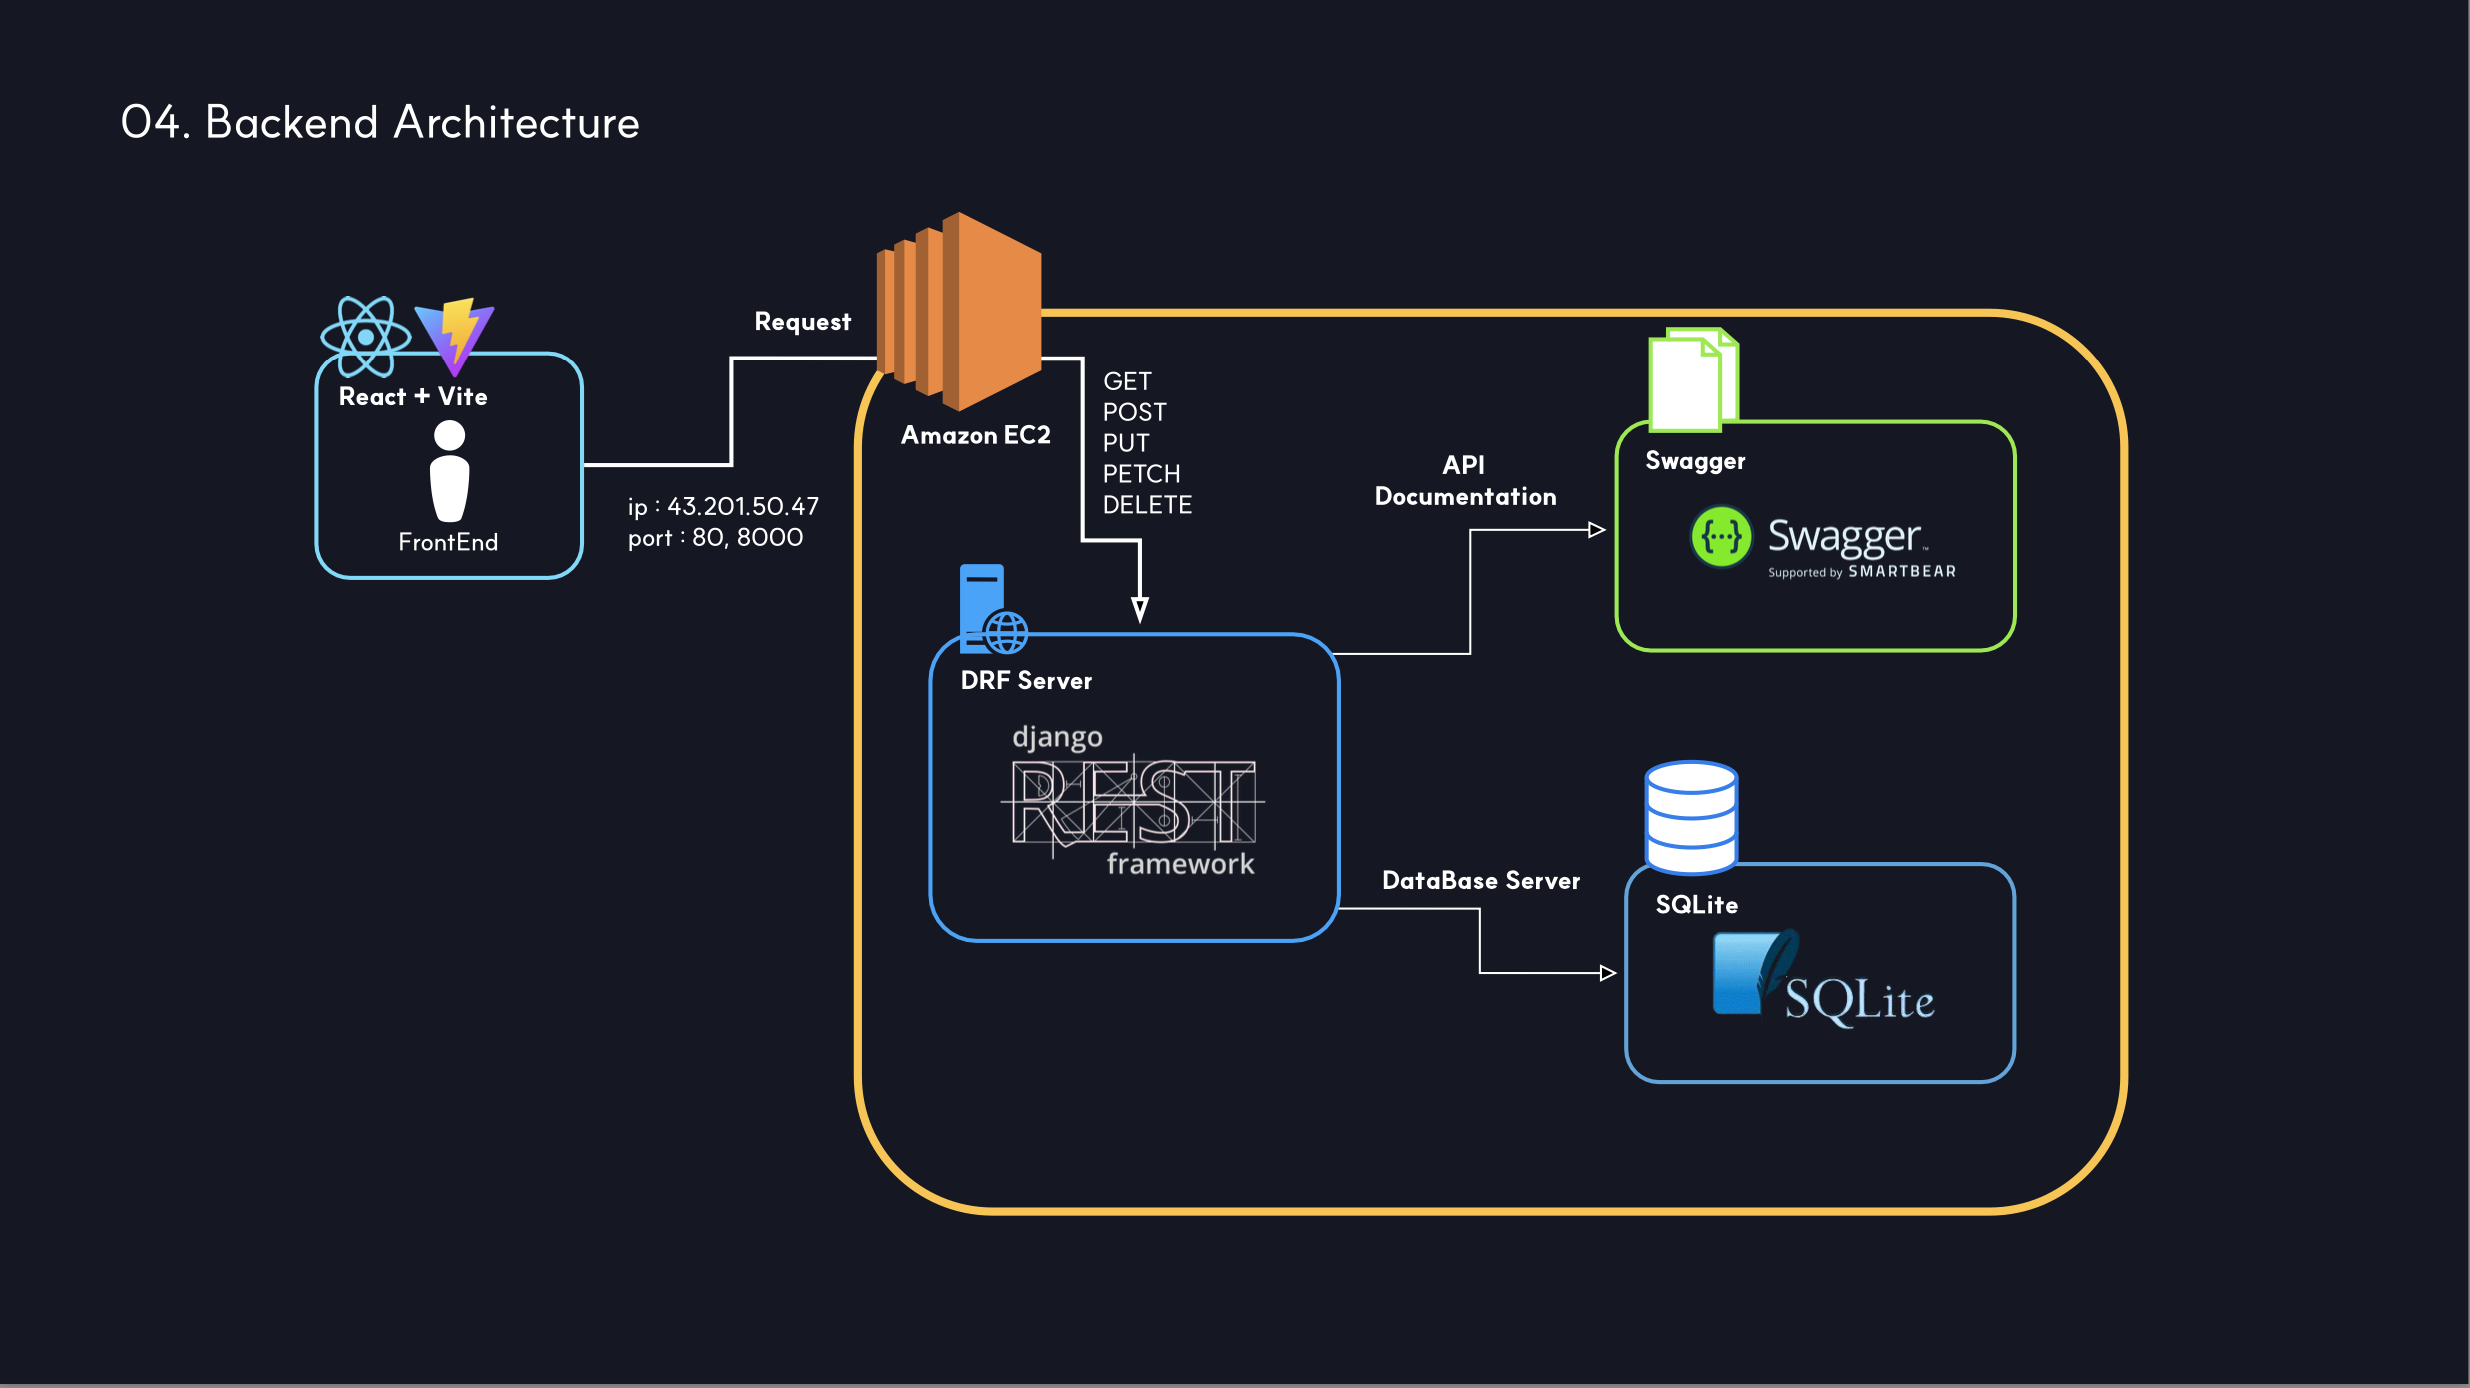 04. Backend Architecture
React + Vite
FrontEnd
Request
ip : 43.201.50.47
port : 80, 8000
Amazon EC2
GET
POST
PUT
PETCH
DELETE
DRF Server
django
REST
framework
API
Documentation
Swagger
{...} Swagger™
Supported by SMARTBEAR
DataBase Server
SQLite
SQLite